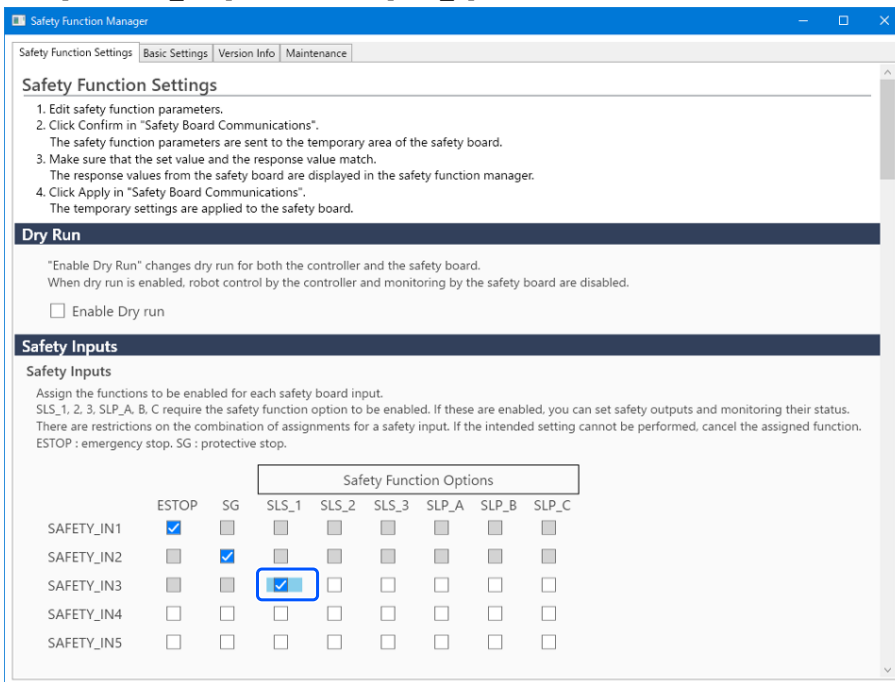 Safety Function Manager
Safety Function Settings Basic Settings Version Info Maintenance
Safety Function Settings
1. Edit safety function parameters.
2. Click Confirm in "Safety Board Communications".
The safety function parameters are sent to the temporary area of the safety board.
3. Make sure that the set value and the response value match.
The response values from the safety board are displayed in the safety function manager.
4. Click Apply in "Safety Board Communications".
The temporary settings are applied to the safety board.
Dry Run
"Enable Dry Run" changes dry run for both the controller and the safety board.
When dry run is enabled, robot control by the controller and monitoring by the safety board are disabled.
Enable Dry run
Safety Inputs
Safety Inputs
Assign the functions to be enabled for each safety board input.
SLS_1, 2, 3, SLP_A, B, C require the safety function option to be enabled. If these are enabled, you can set safety outputs and monitoring their status.
There are restrictions on the combination of assignments for a safety input. If the intended setting cannot be performed, cancel the assigned function.
ESTOP : emergency stop. SG : protective stop.
Safety Function Options
ESTOP SG SLS_1 SLS_2 SLS_3 SLP_A SLP_B SLP_C
SAFETY_IN1
SAFETY_IN2
SAFETY_IN3
SAFETY_IN4
SAFETY_IN5